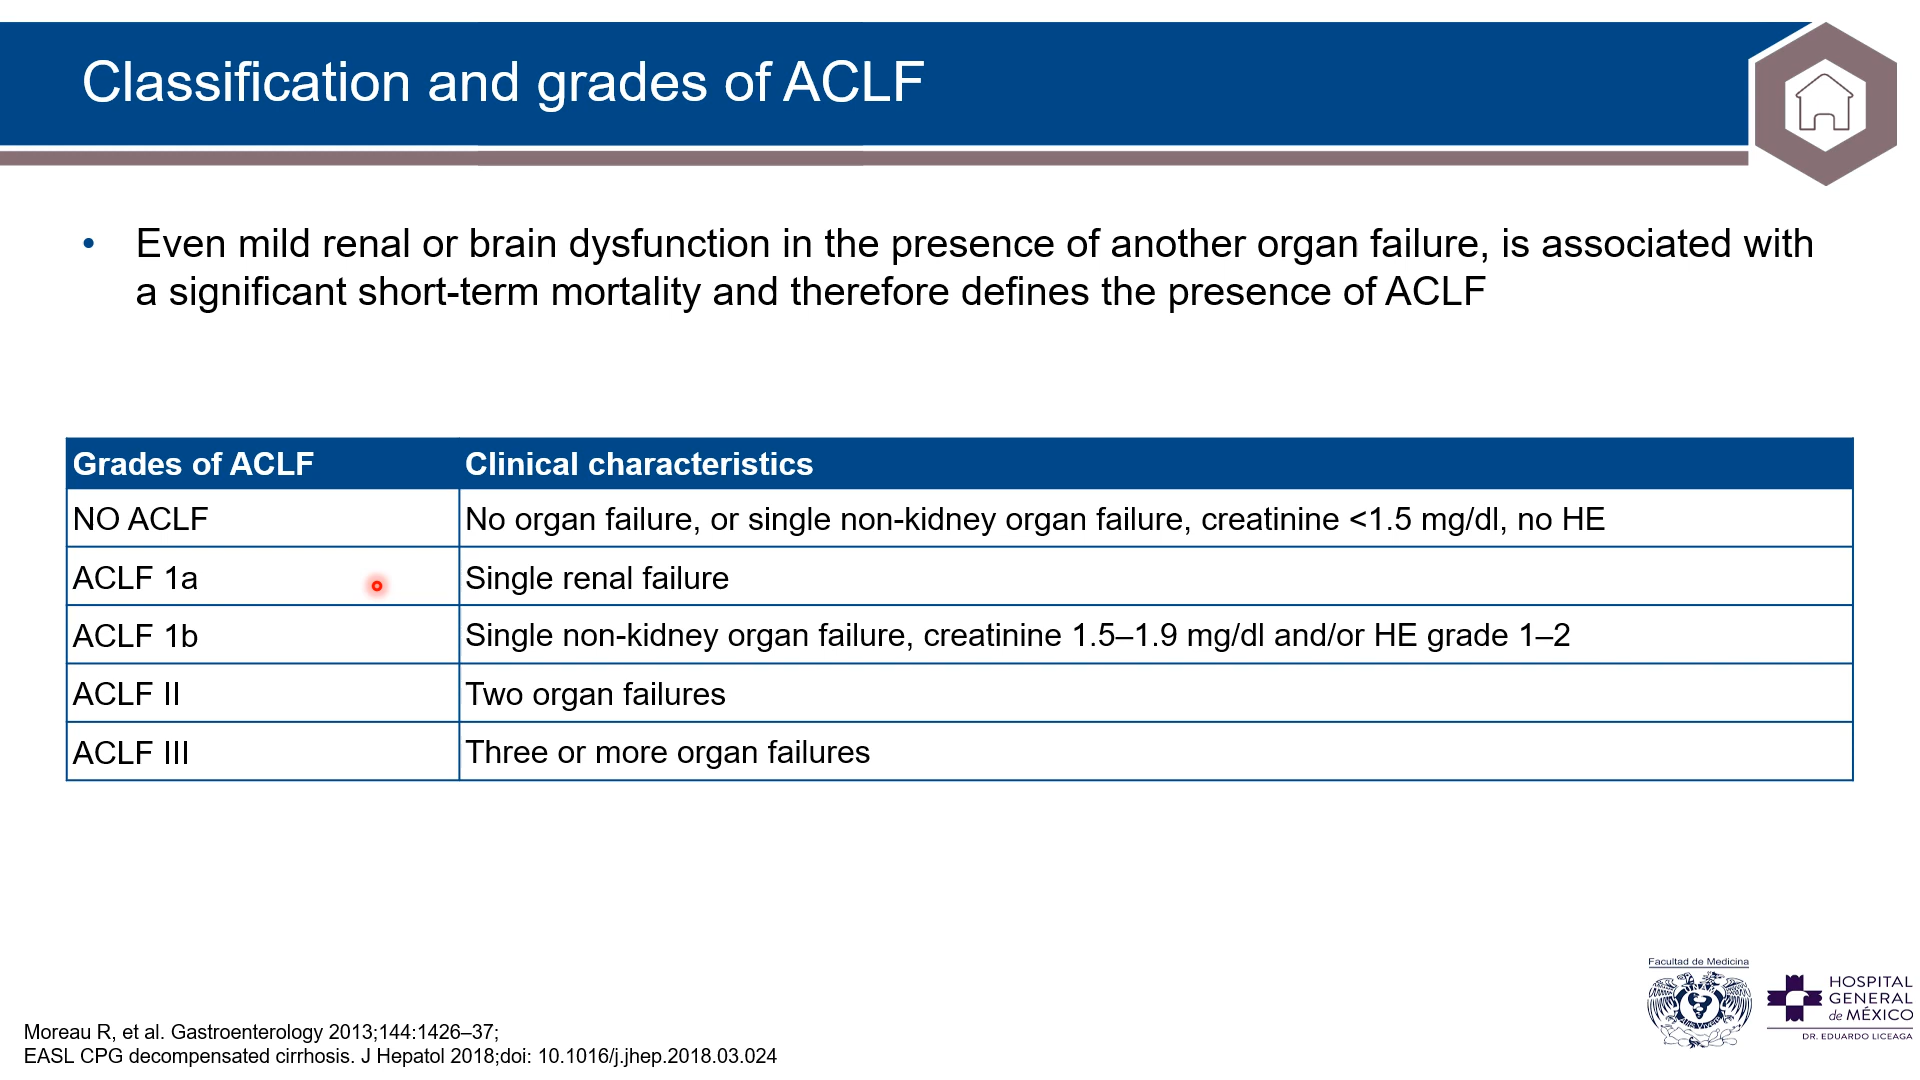 Classification and grades of ACLF
• Even mild renal or brain dysfunction in the presence of another organ failure, is associated with
a significant short-term mortality and therefore defines the presence of ACLF
Grades of ACLF Clinical characteristics
NO ACLF No organ failure, or single non-kidney organ failure, creatinine <1.5 mg/dl, no HE
ACLF 1a Single renal failure
ACLF 1b Single non-kidney organ failure, creatinine 1.5–1.9 mg/dl and/or HE grade 1–2
ACLF II Two organ failures
ACLF III Three or more organ failures
Facultad de Medicina
HOSPITAL
GENERAL
de MÉXICO
DR. EDUARDO LICEAGA
Moreau R, et al. Gastroenterology 2013;144:1426–37;
EASL CPG decompensated cirrhosis. J Hepatol 2018;doi: 10.1016/j.jhep.2018.03.024